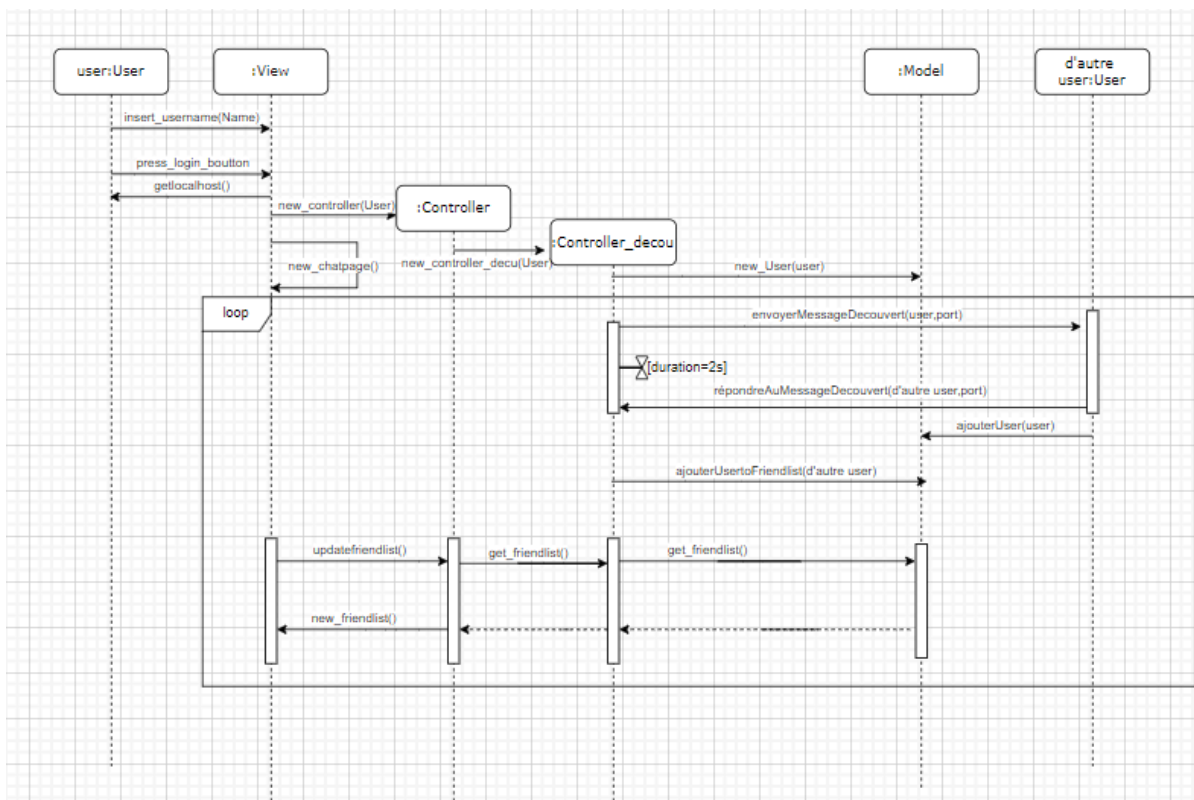 user:User
:View
:Model
d'autre
user:User
insert_username(Name)
press_login_boutton
getlocalhost()
new_controller(User)
:Controller
:Controller_decou
new_chatpage()
new_controller_decu(User)
new_User(user)
loop
envoyerMessageDecouvert(user,port)
[duration=2s]
répondreAuMessageDecouvert(d'autre user,port)
ajouterUser(user)
ajouterUsertoFriendlist(d'autre user)
updatefriendlist()
get_friendlist()
get_friendlist()
new_friendlist()